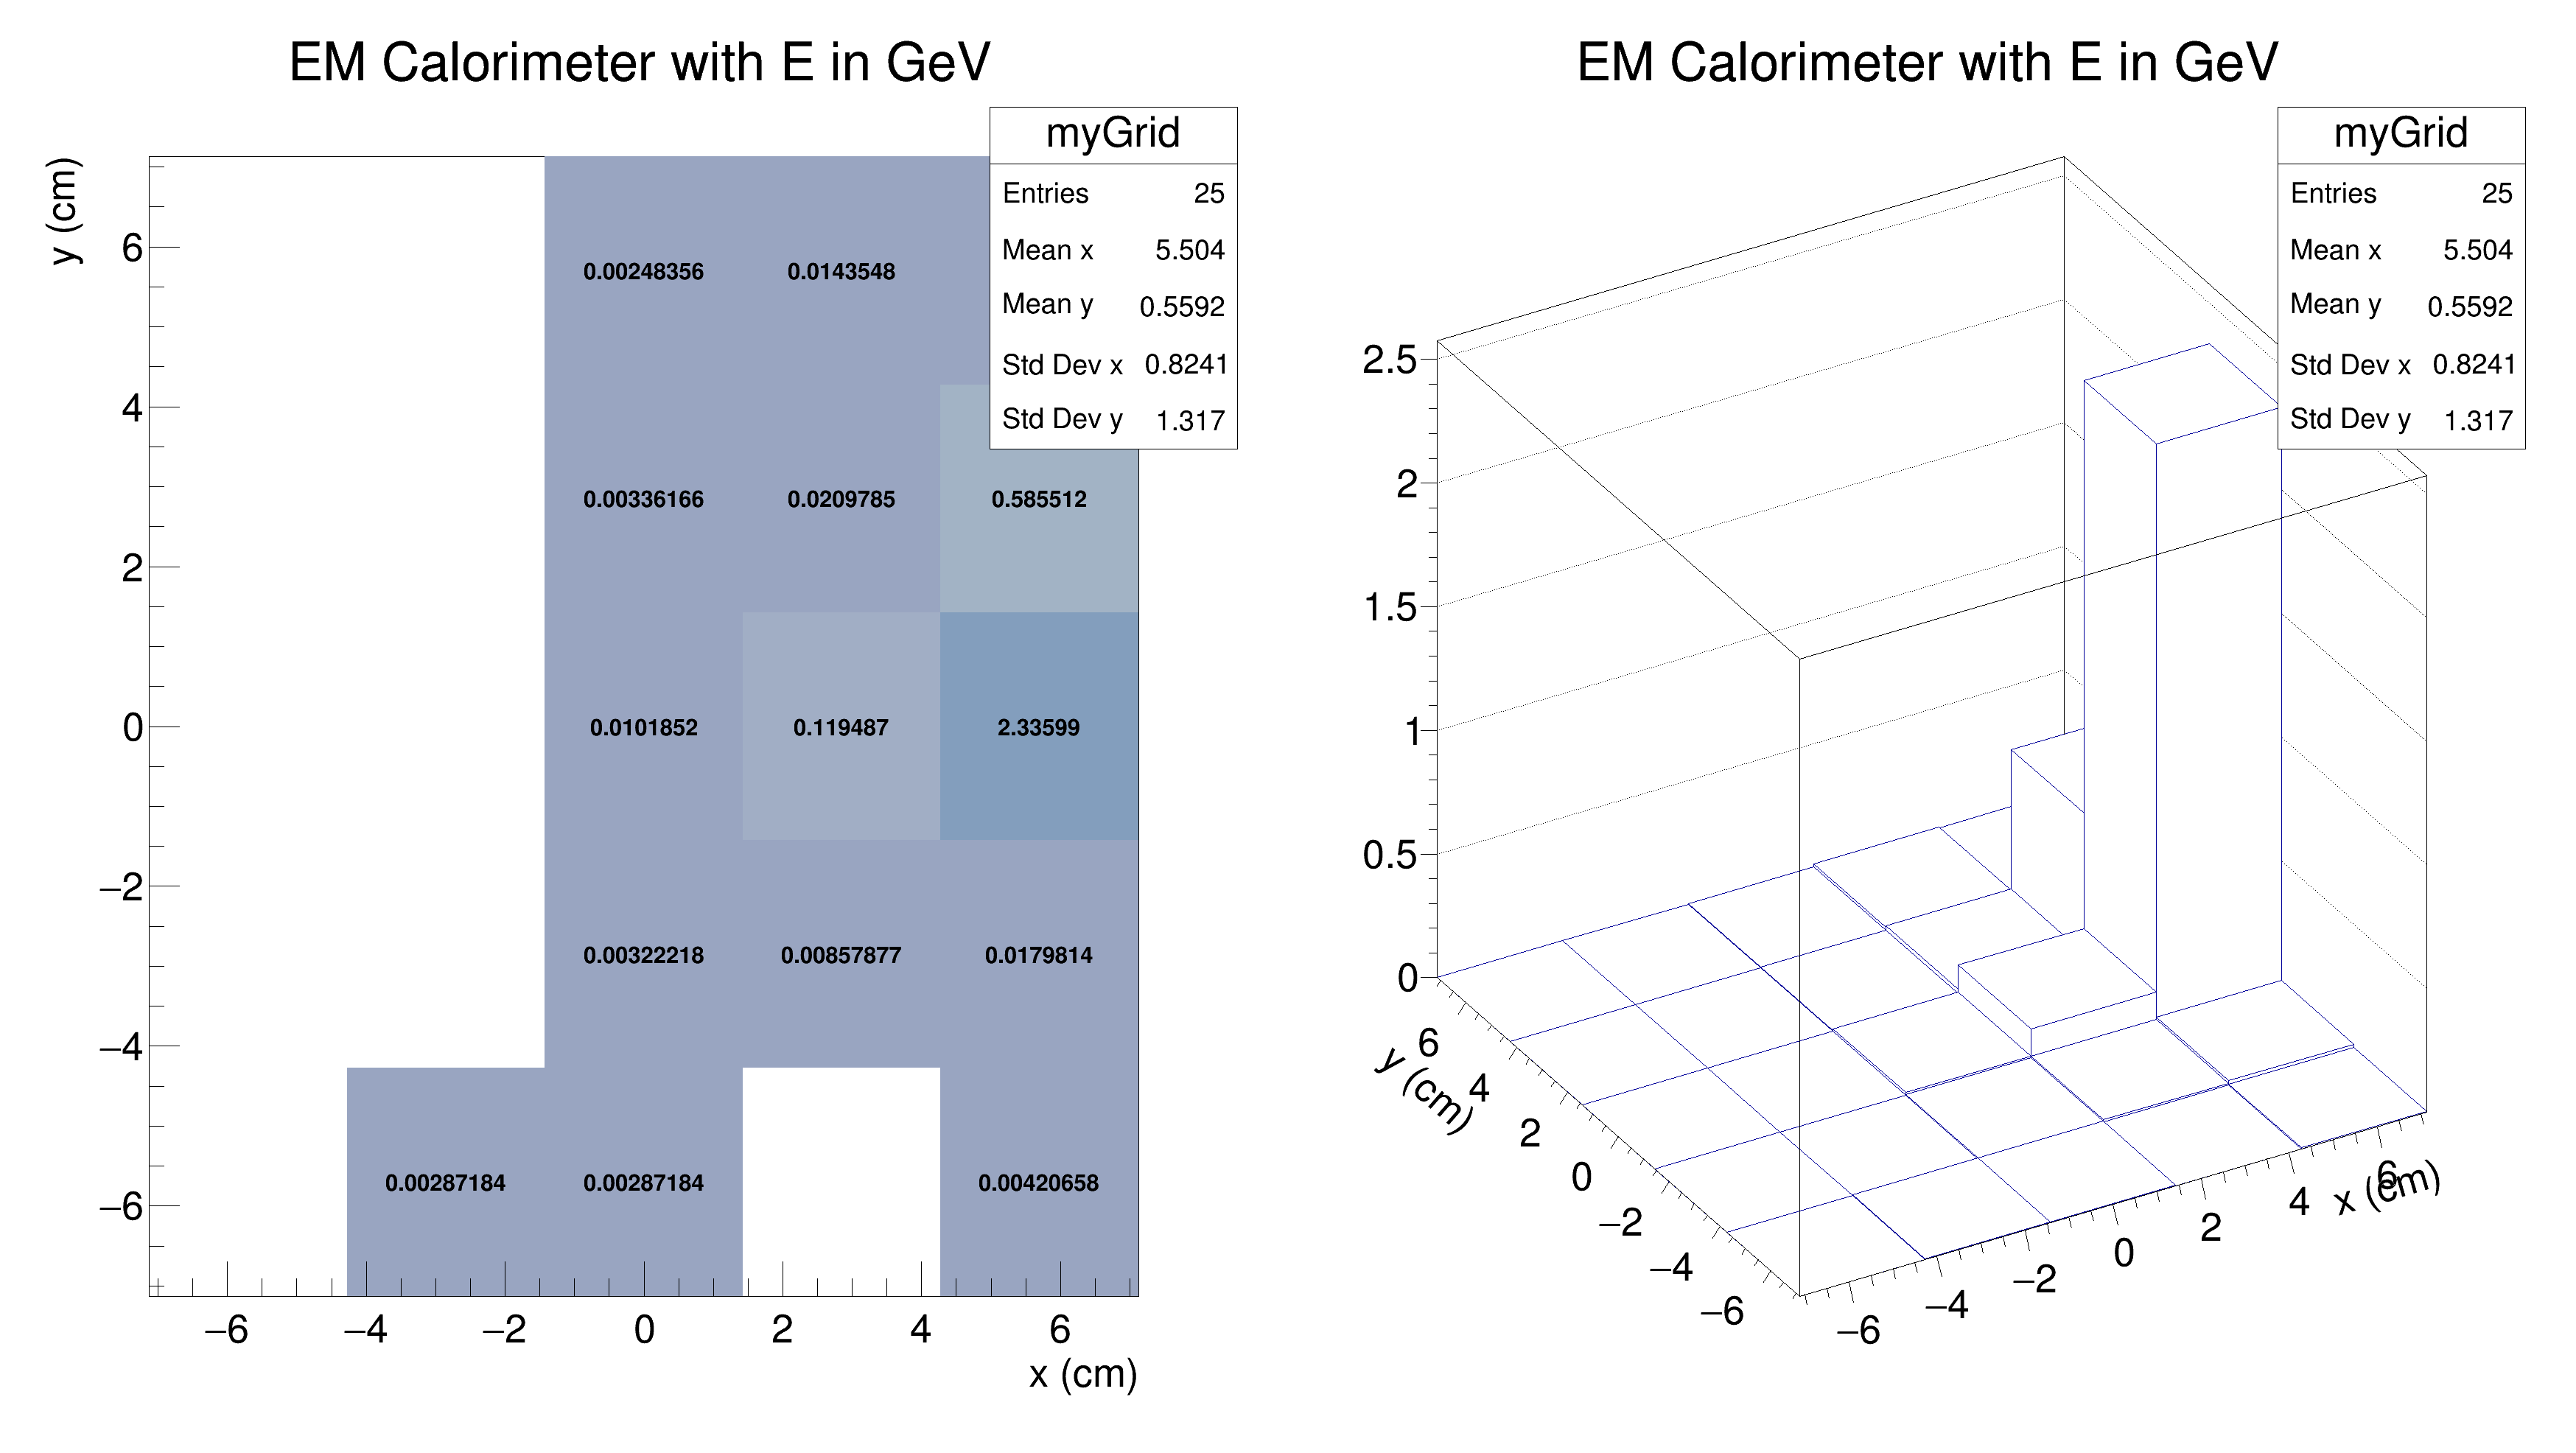 EM Calorimeter with E in GeV
myGrid
Entries 25
Mean x 5.504
Mean y 0.5592
Std Dev x 0.8241
Std Dev y 1.317
y (cm)
6
4
2
0
−2
−4
−6
0.00248356 0.0143548
0.00336166 0.0209785 0.585512
0.0101852 0.119487 2.33599
0.00322218 0.00857877 0.0179814
0.00287184 0.00287184 0.00420658
−6 −4 −2 0 2 4 6
x (cm)
EM Calorimeter with E in GeV
myGrid
Entries 25
Mean x 5.504
Mean y 0.5592
Std Dev x 0.8241
Std Dev y 1.317
2.5
2
1.5
1
0.5
0
6
4
2
0
−2
−4
−6
y (cm)
−6 −4 −2 0 2 4 6
x (cm)